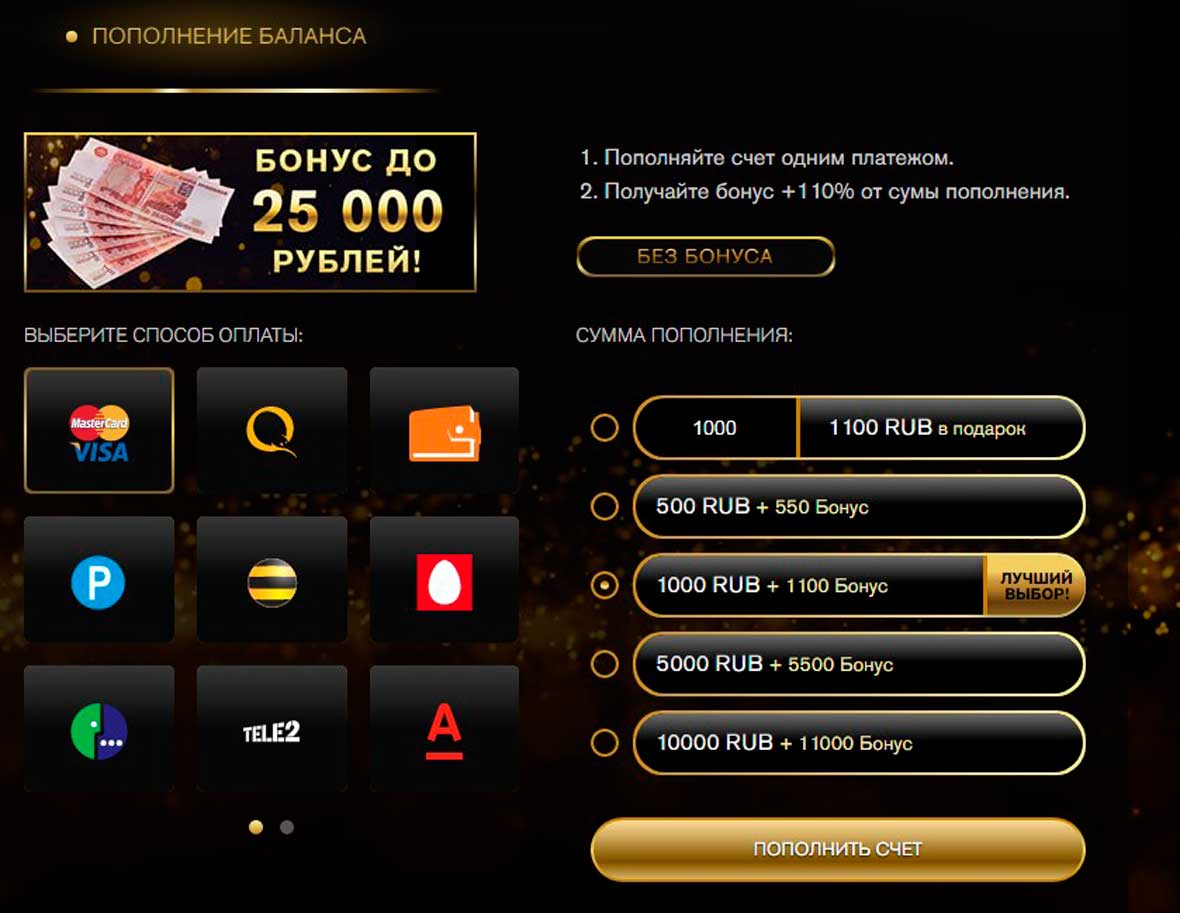 ПОПОЛНЕНИЕ БАЛАНСА
БОНУС ДО
25 000
РУБЛЕЙ!
1. Пополняйте счет одним платежом.
2. Получайте бонус +110% от сумы пополнения.
БЕЗ БОНУСА
ВЫБЕРИТЕ СПОСОБ ОПЛАТЫ:
MasterCard
VISA
P
TELE2
А
СУММА ПОПОЛНЕНИЯ:
1000 1100 RUB в подарок
500 RUB + 550 Бонус
1000 RUB + 1100 Бонус
ЛУЧШИЙ
ВЫБОР!
5000 RUB + 5500 Бонус
10000 RUB + 11000 Бонус
ПОПОЛНИТЬ СЧЕТ